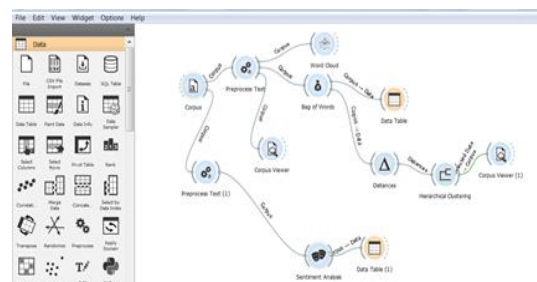 File Edit View Widget Options Help
Data
File CSV File Import Datasets SQL Table
Data Table Paint Data Data Info Data Sampler
Select Columns Select Rows Pivot Table Rank
Correlati... Merge Data Concate... Select by Data Index
Transpose Randomize Preprocess Apply Domain
Corpus
Corpus
Preprocess Text
Corpus
Word Cloud
Corpus
Bag of Words
Corpus → Data
Data Table
Corpus
Corpus Viewer
Corpus → Data
Distances
Distances
Hierarchical Clustering
Corpus Viewer (1)
Corpus
Preprocess Text (1)
Corpus
Sentiment Analysis
Corpus → Data
Data Table (1)